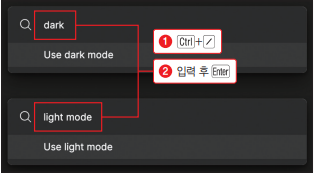 dark
Use dark mode
1 Ctrl+/
2 입력 후 Enter
light mode
Use light mode